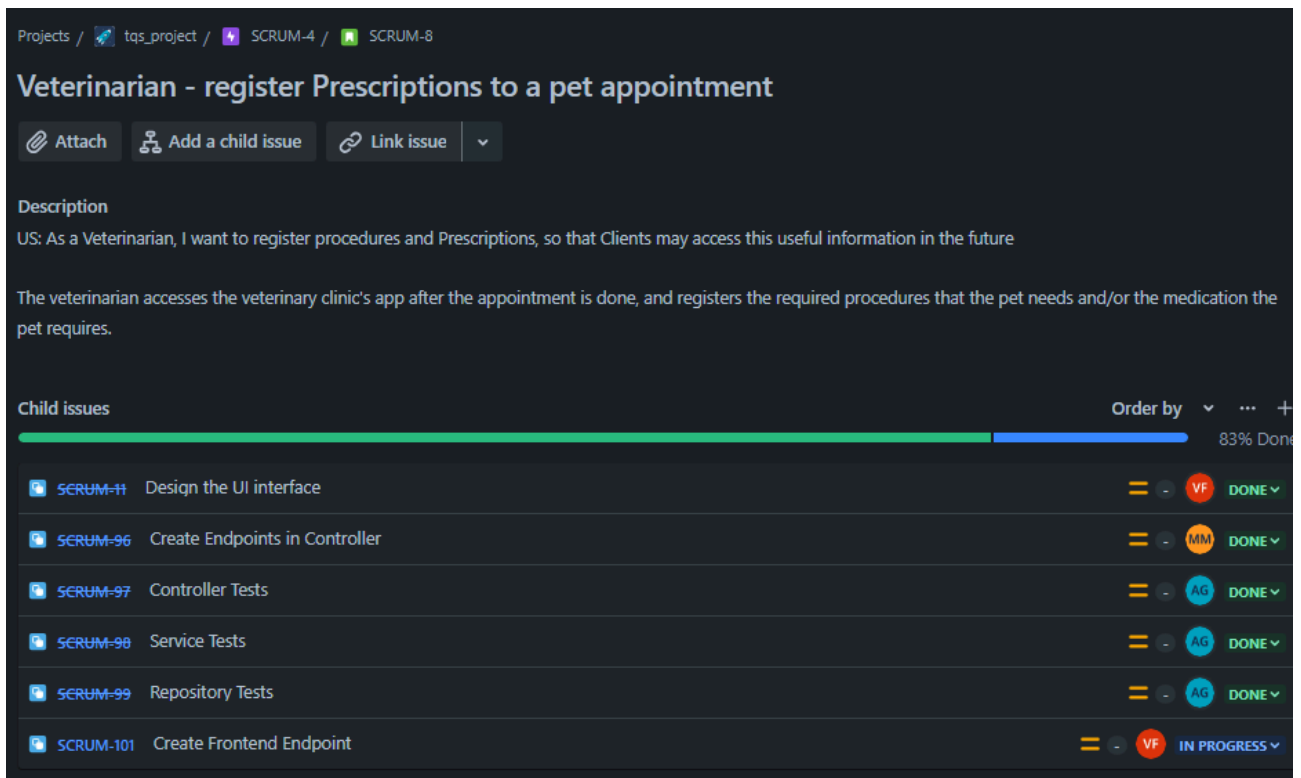 Projects / tqs_project / SCRUM-4 / SCRUM-8
Veterinarian - register Prescriptions to a pet appointment
Attach Add a child issue Link issue
Description
US: As a Veterinarian, I want to register procedures and Prescriptions, so that Clients may access this useful information in the future
The veterinarian accesses the veterinary clinic's app after the appointment is done, and registers the required procedures that the pet needs and/or the medication the
pet requires.
Child issues Order by ... +
83% Done
SCRUM-11 Design the UI interface - VF DONE
SCRUM-96 Create Endpoints in Controller - MM DONE
SCRUM-97 Controller Tests - AG DONE
SCRUM-98 Service Tests - AG DONE
SCRUM-99 Repository Tests - AG DONE
SCRUM-101 Create Frontend Endpoint - VF IN PROGRESS